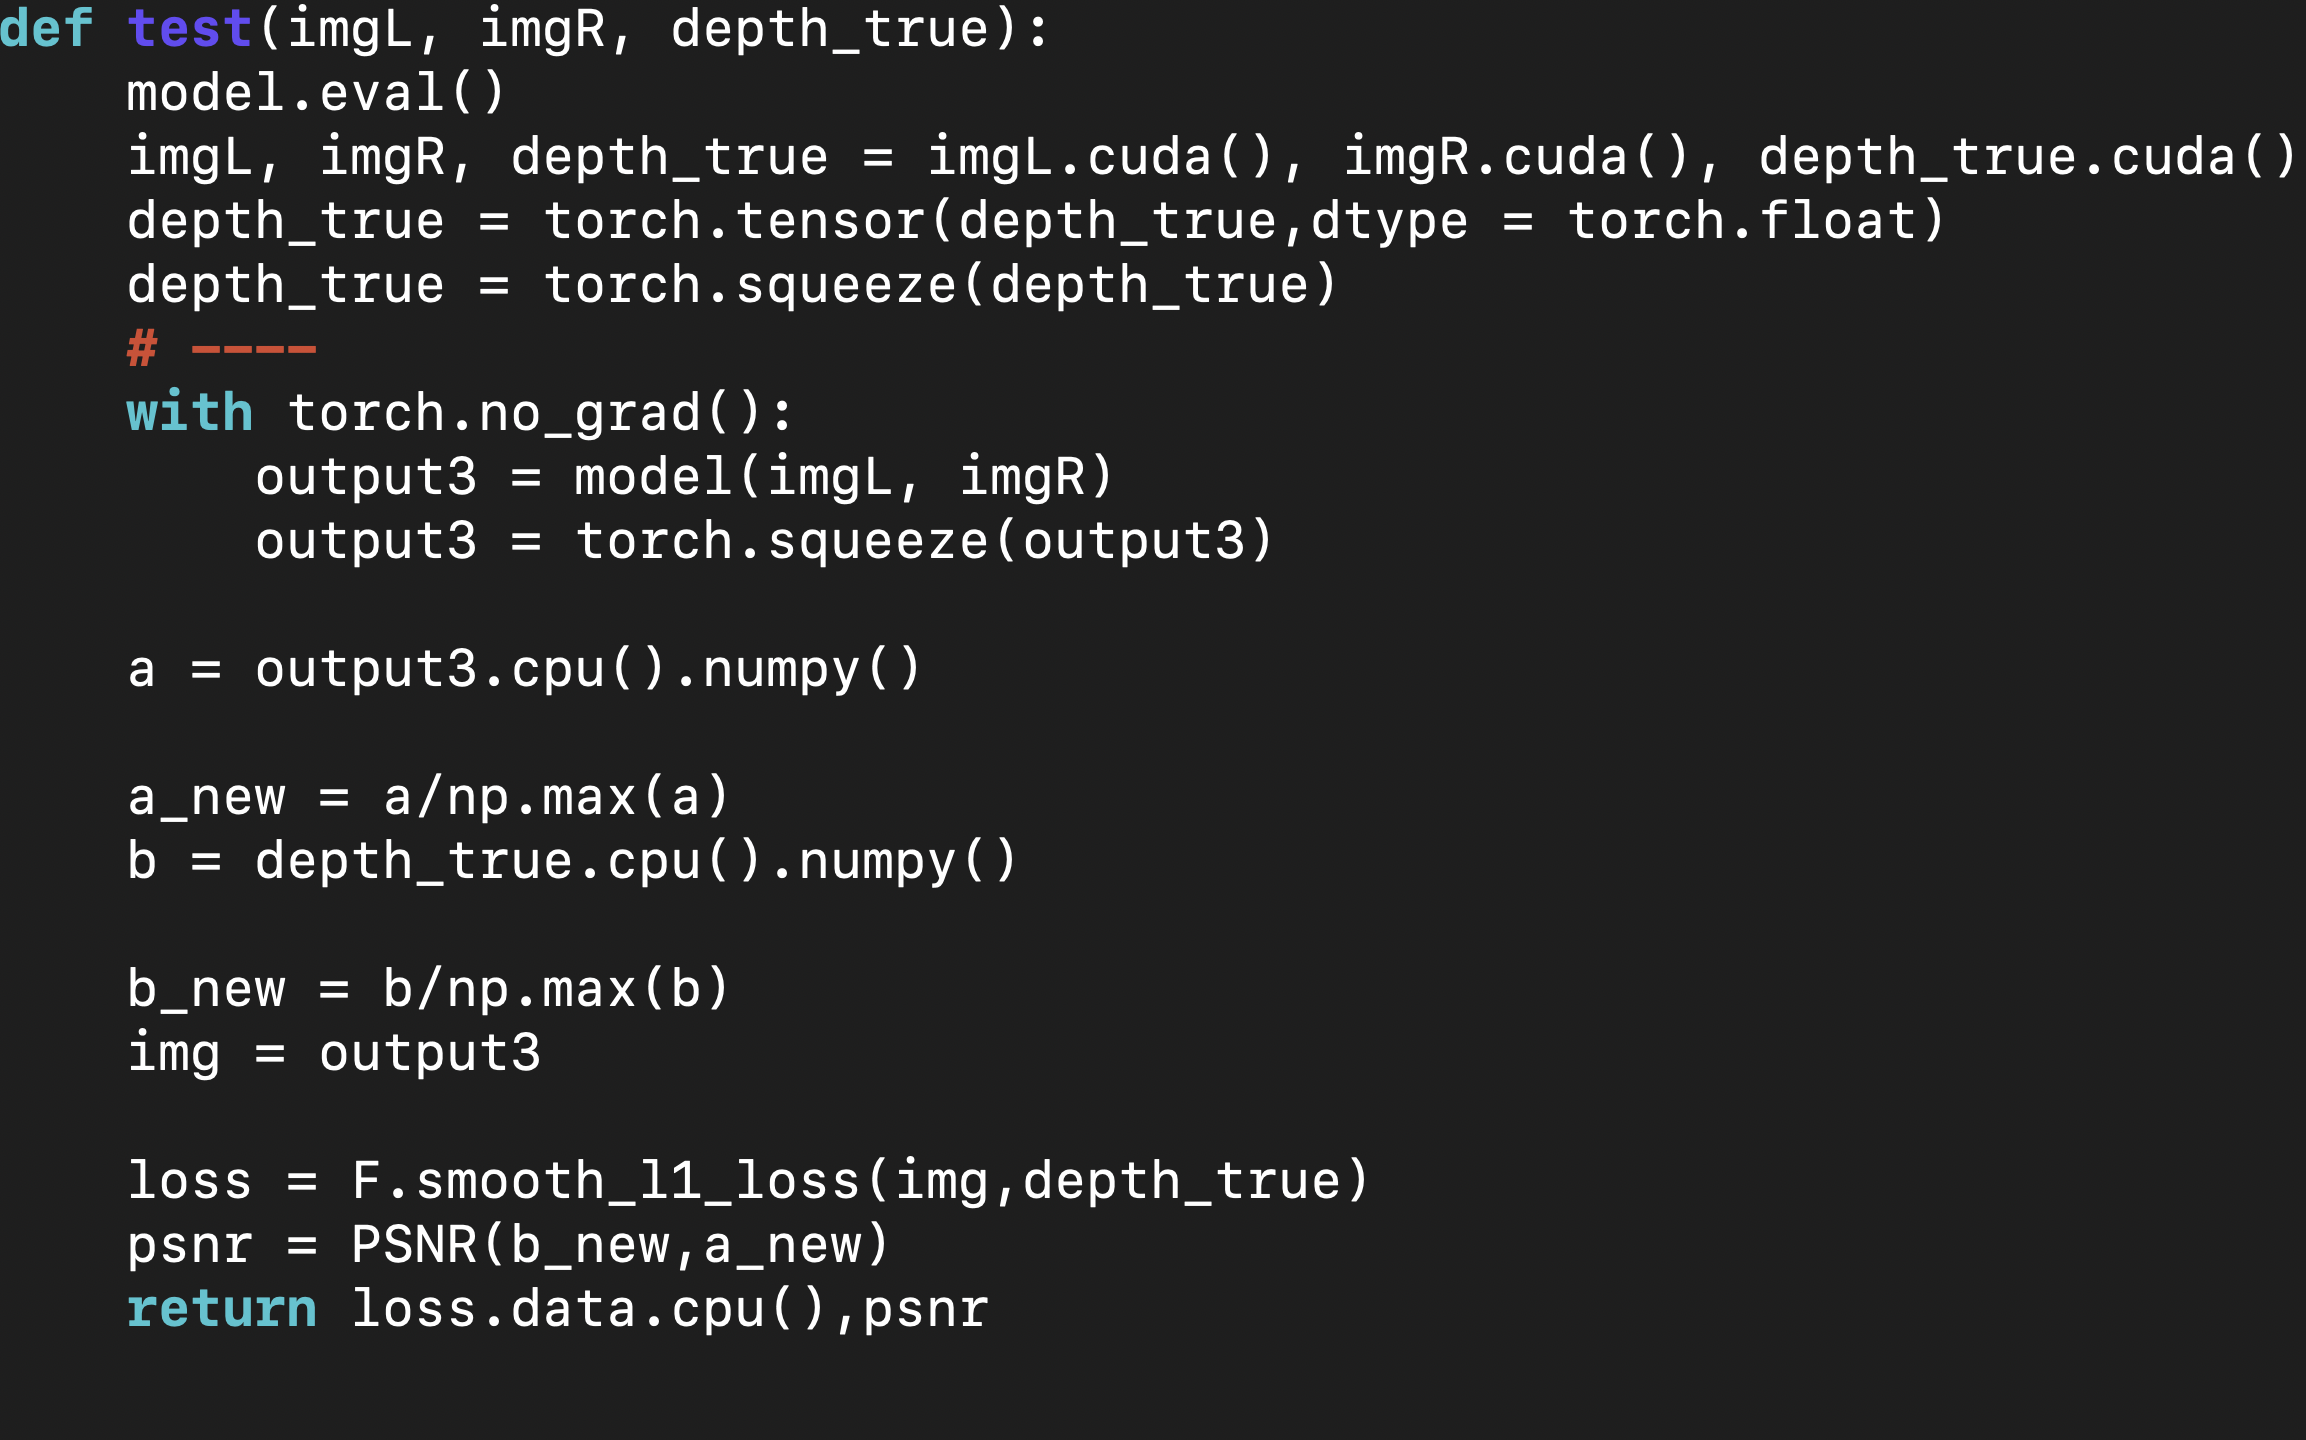 def test(imgL, imgR, depth_true):
    model.eval()
    imgL, imgR, depth_true = imgL.cuda(), imgR.cuda(), depth_true.cuda()
    depth_true = torch.tensor(depth_true,dtype = torch.float)
    depth_true = torch.squeeze(depth_true)
    # ----
    with torch.no_grad():
        output3 = model(imgL, imgR)
        output3 = torch.squeeze(output3)
    a = output3.cpu().numpy()
    a_new = a/np.max(a)
    b = depth_true.cpu().numpy()
    b_new = b/np.max(b)
    img = output3
    loss = F.smooth_l1_loss(img,depth_true)
    psnr = PSNR(b_new,a_new)
    return loss.data.cpu(),psnr